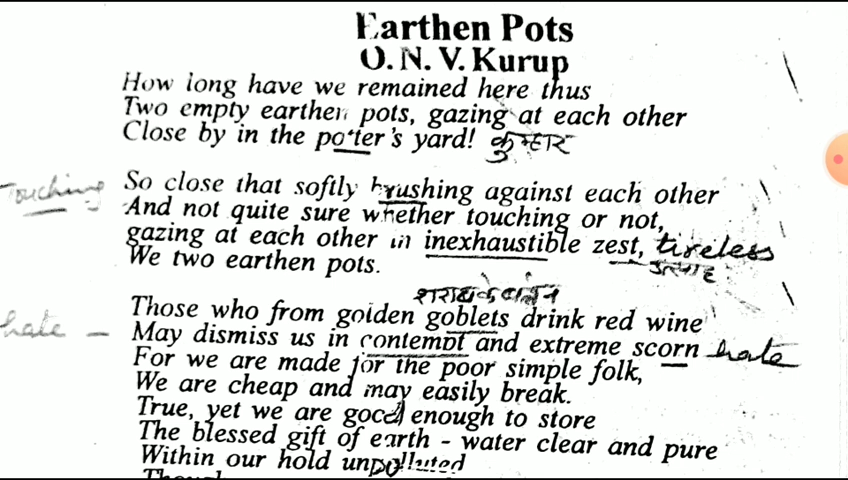 Earthen Pots
O. N. V. Kurup
How long have we remained here thus
Two empty earthen pots, gazing at each other
Close by in the potter's yard! कुम्हार
Touching
So close that softly brushing against each other
And not quite sure whether touching or not,
gazing at each other in inexhaustible zest, tireless
We two earthen pots. उत्साह
शराब के बर्तन
Those who from golden goblets drink red wine
hate – May dismiss us in contempt and extreme scorn hate
For we are made for the poor simple folk,
We are cheap and may easily break.
True, yet we are good enough to store
The blessed gift of earth - water clear and pure
Within our hold unpolluted